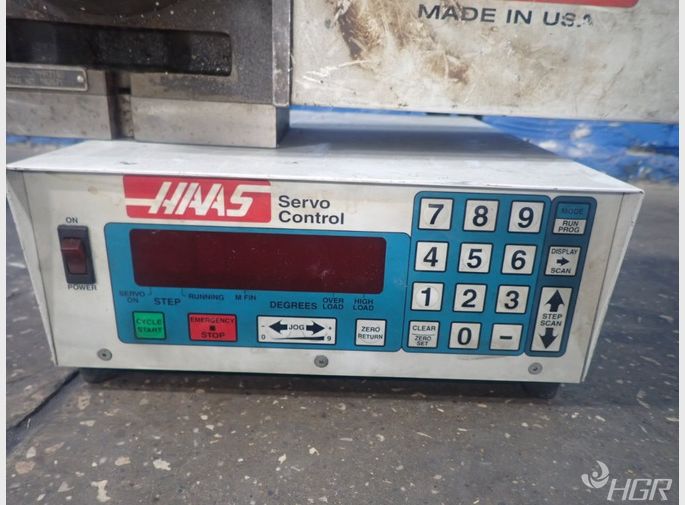 MADE IN USA
HAAS
Servo
Control
ON
POWER
SERVO
ON
STEP
RUNNING
M FIN
DEGREES
OVER
LOAD
HIGH
LOAD
CYCLE
START
EMERGENCY
STOP
JOG
0 9
ZERO
RETURN
7 8 9
4 5 6
1 2 3
CLEAR
ZERO
SET
0 -
MODE
RUN
PROG
DISPLAY
SCAN
STEP
SCAN
HGR